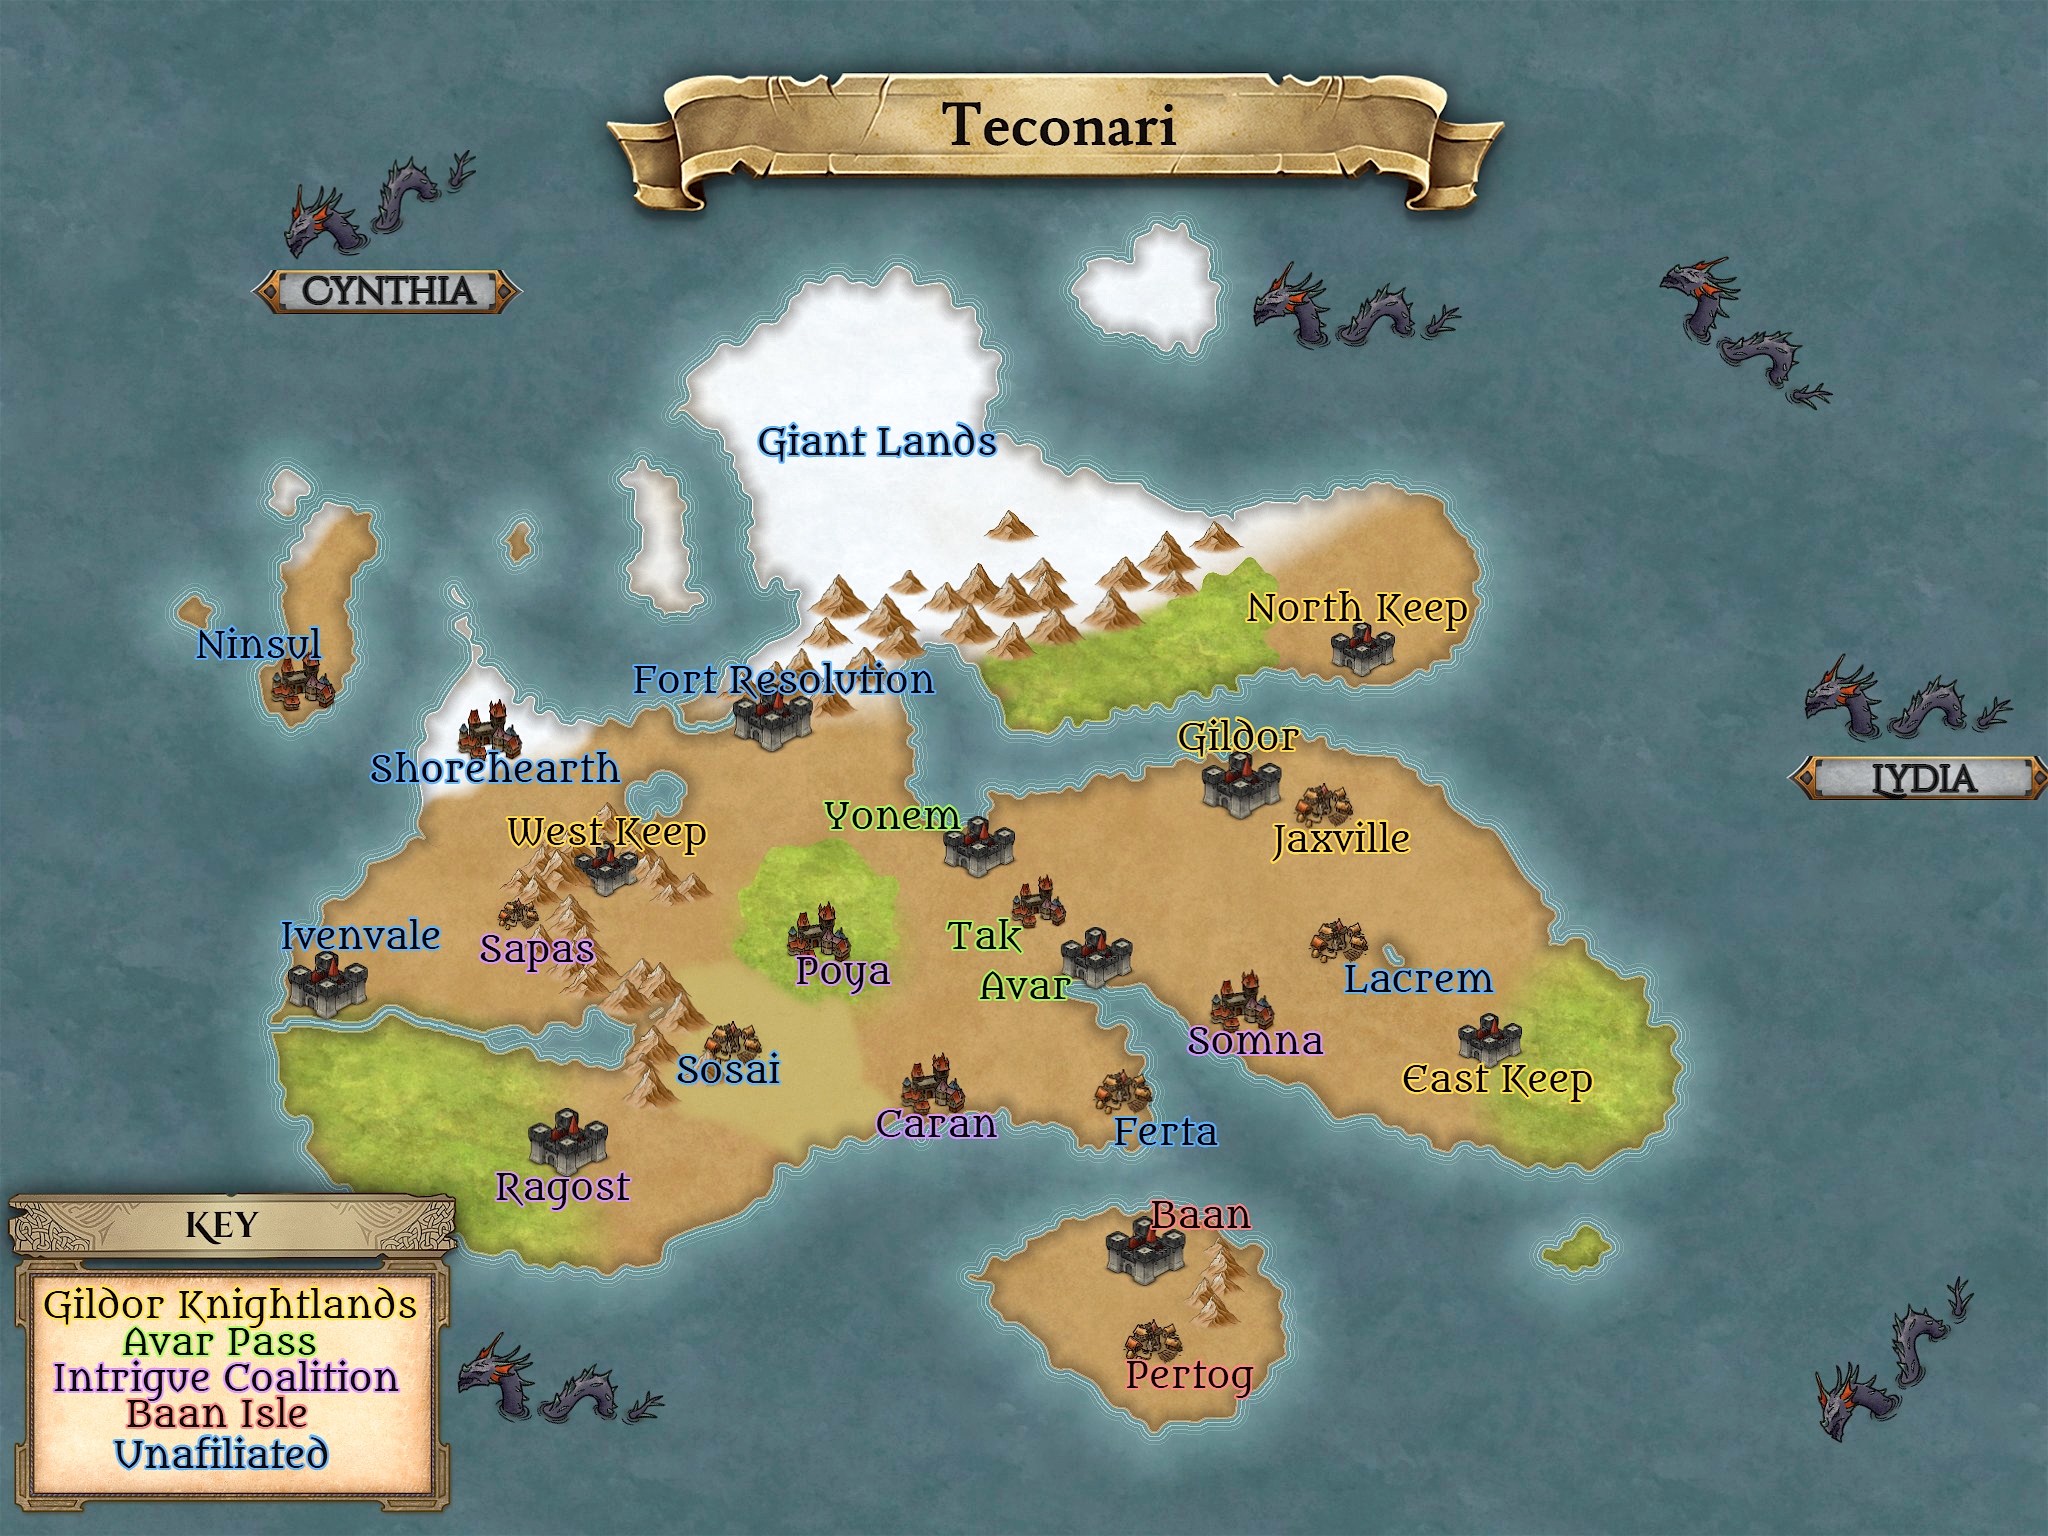 Teconari
CYNTHIA
Giant Lands
North Keep
Ninsul
Fort Resolution
Gildor
Shorehearth
LYDIA
Yonem
West Keep
Jaxville
Ivenvale
Tak
Sapas
Poya
Lacrem
Avar
Somna
Sosai
East Keep
Caran
Ferta
Ragost
Baan
Pertog
KEY
Gildor Knightlands
Avar Pass
Intrigue Coalition
Baan Isle
Unafiliated